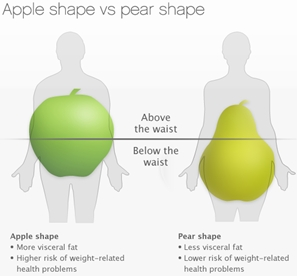 Apple shape vs pear shape
Above
the waist
Below the
waist
Apple shape
• More visceral fat
• Higher risk of weight-related
health problems
Pear shape
• Less visceral fat
• Lower risk of weight-related
health problems